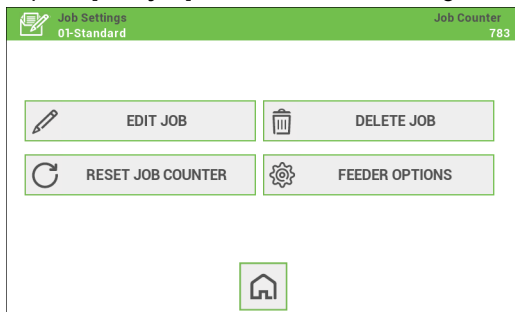 Job Settings
Job Counter
01-Standard
783
EDIT JOB
DELETE JOB
RESET JOB COUNTER
FEEDER OPTIONS